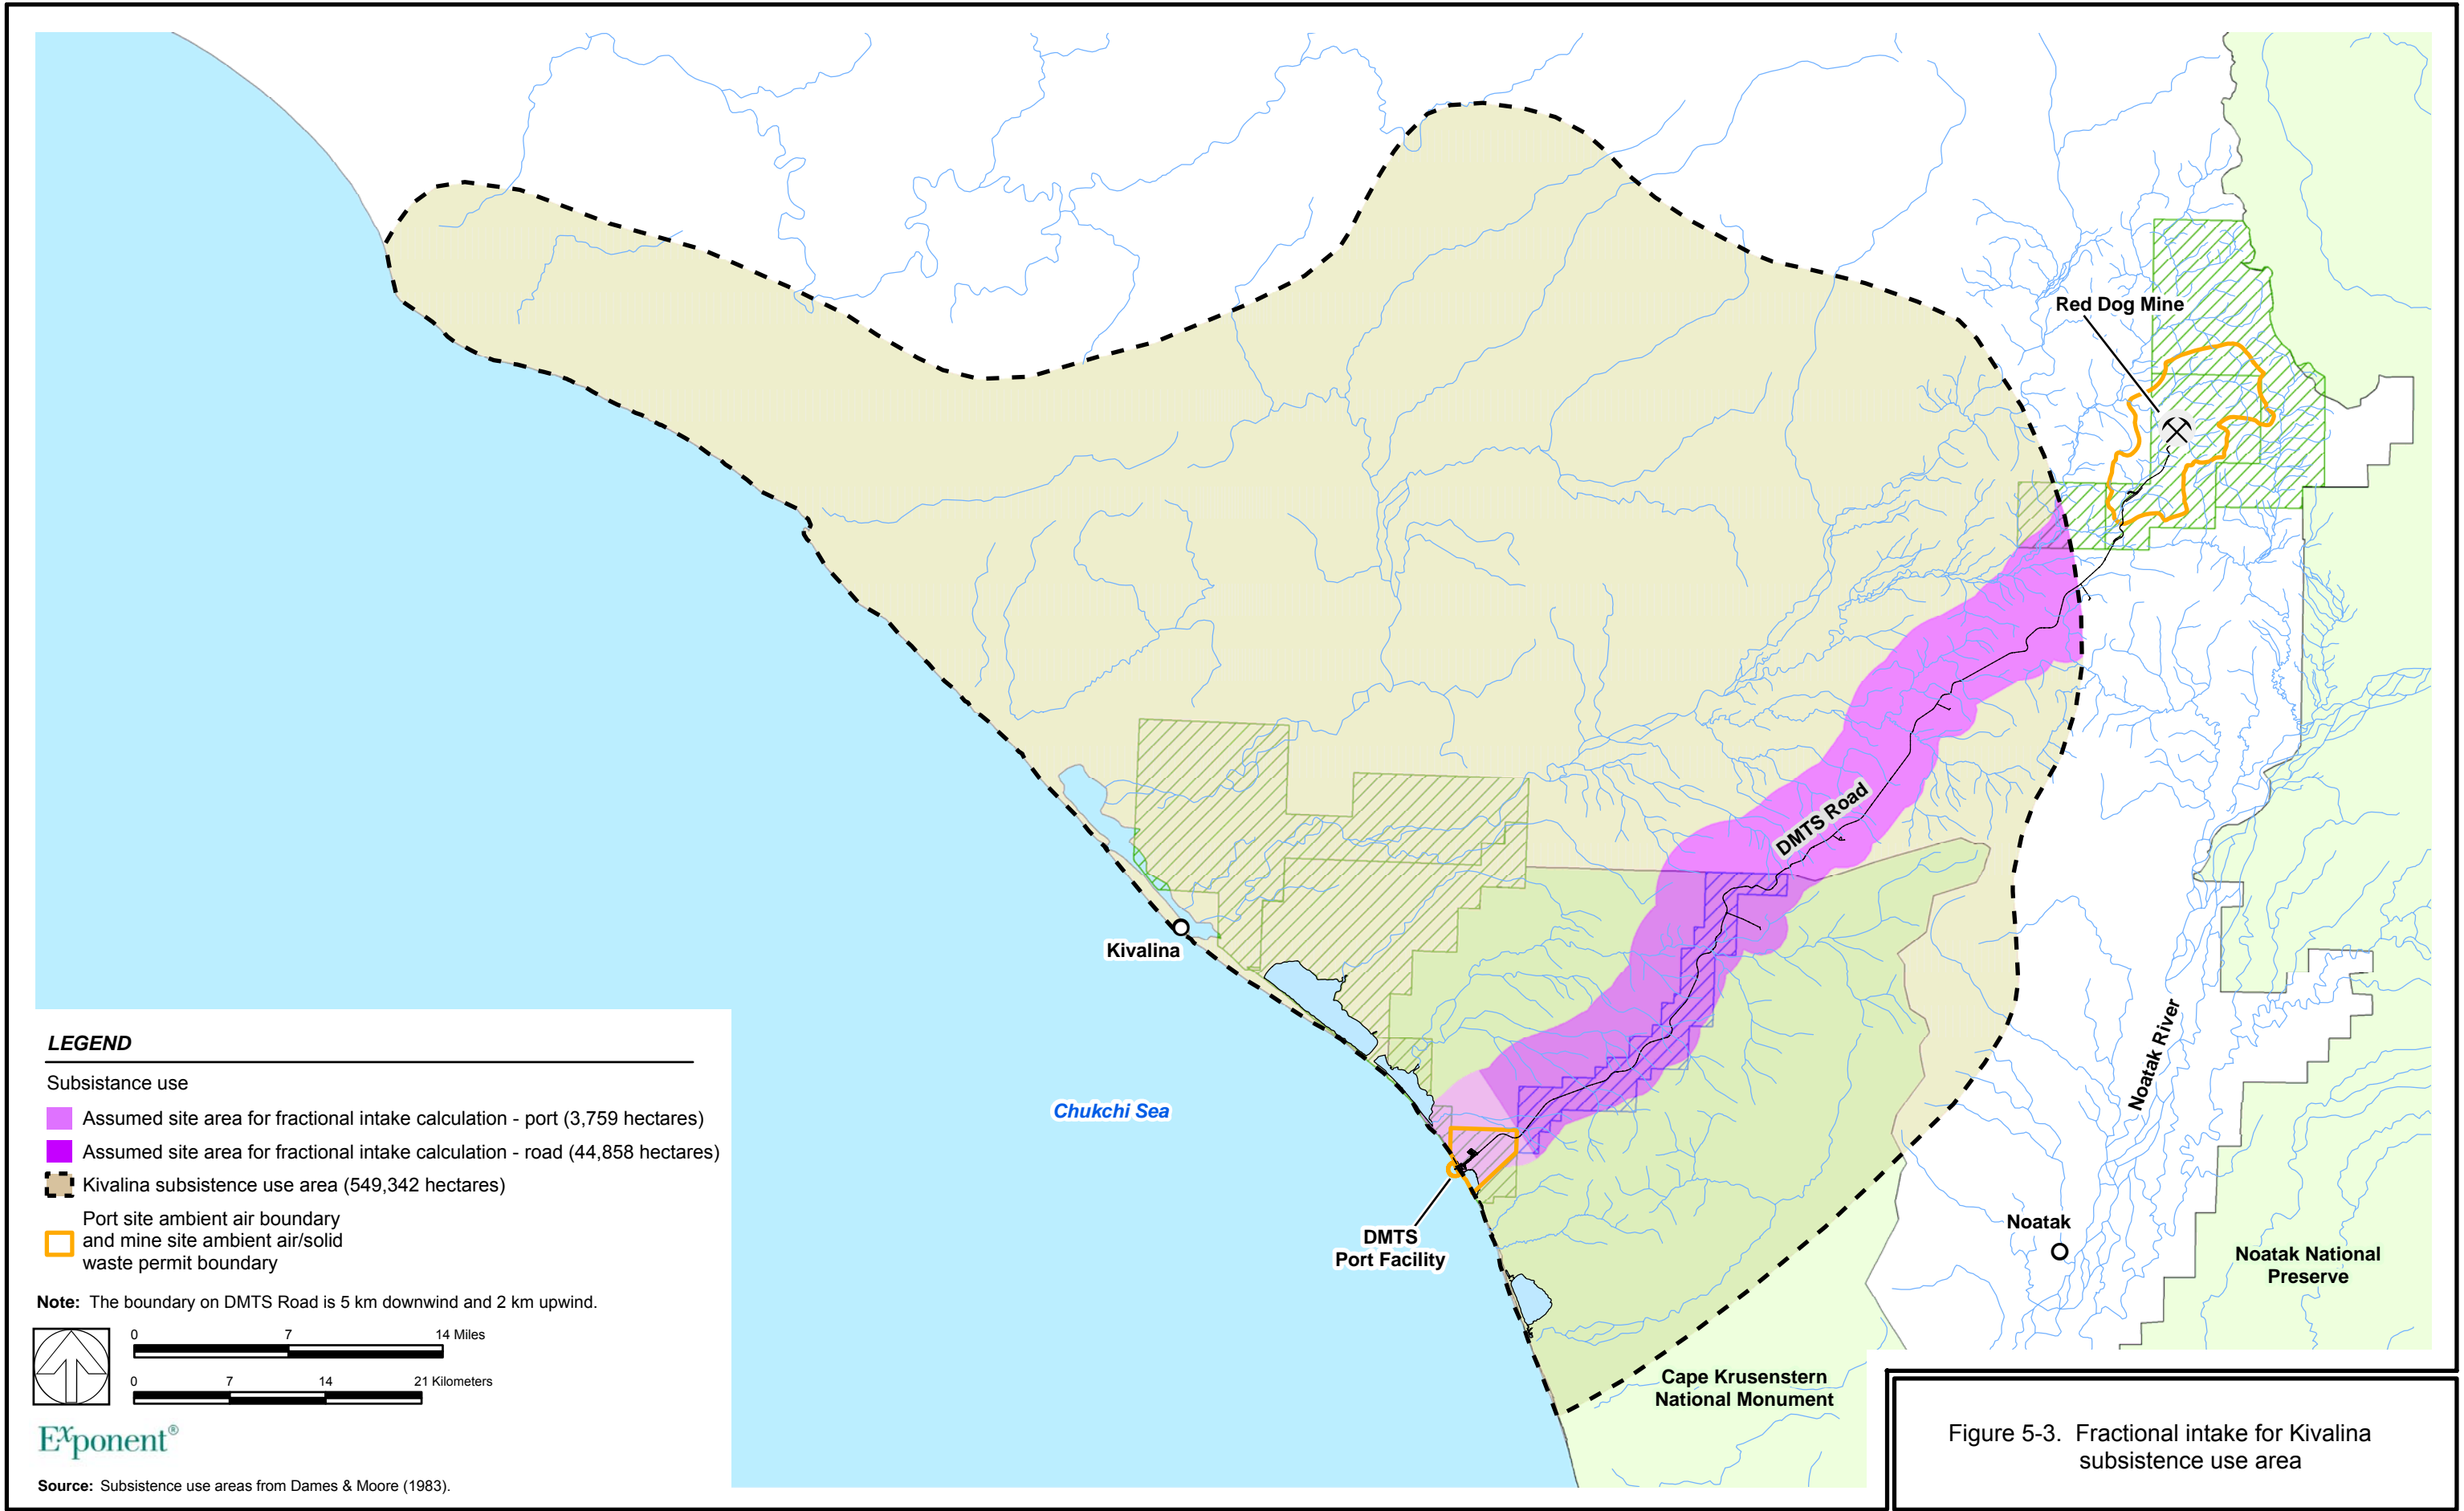 Red Dog Mine
DMTS Road
Kivalina
Noatak River
Chukchi Sea
DMTS
Port Facility
Noatak
Noatak National
Preserve
Cape Krusenstern
National Monument
LEGEND
Subsistance use
Assumed site area for fractional intake calculation - port (3,759 hectares)
Assumed site area for fractional intake calculation - road (44,858 hectares)
Kivalina subsistence use area (549,342 hectares)
Port site ambient air boundary
and mine site ambient air/solid
waste permit boundary
Note: The boundary on DMTS Road is 5 km downwind and 2 km upwind.
0 7 14 Miles
0 7 14 21 Kilometers
Exponent®
Source: Subsistence use areas from Dames & Moore (1983).
Figure 5-3. Fractional intake for Kivalina
subsistence use area